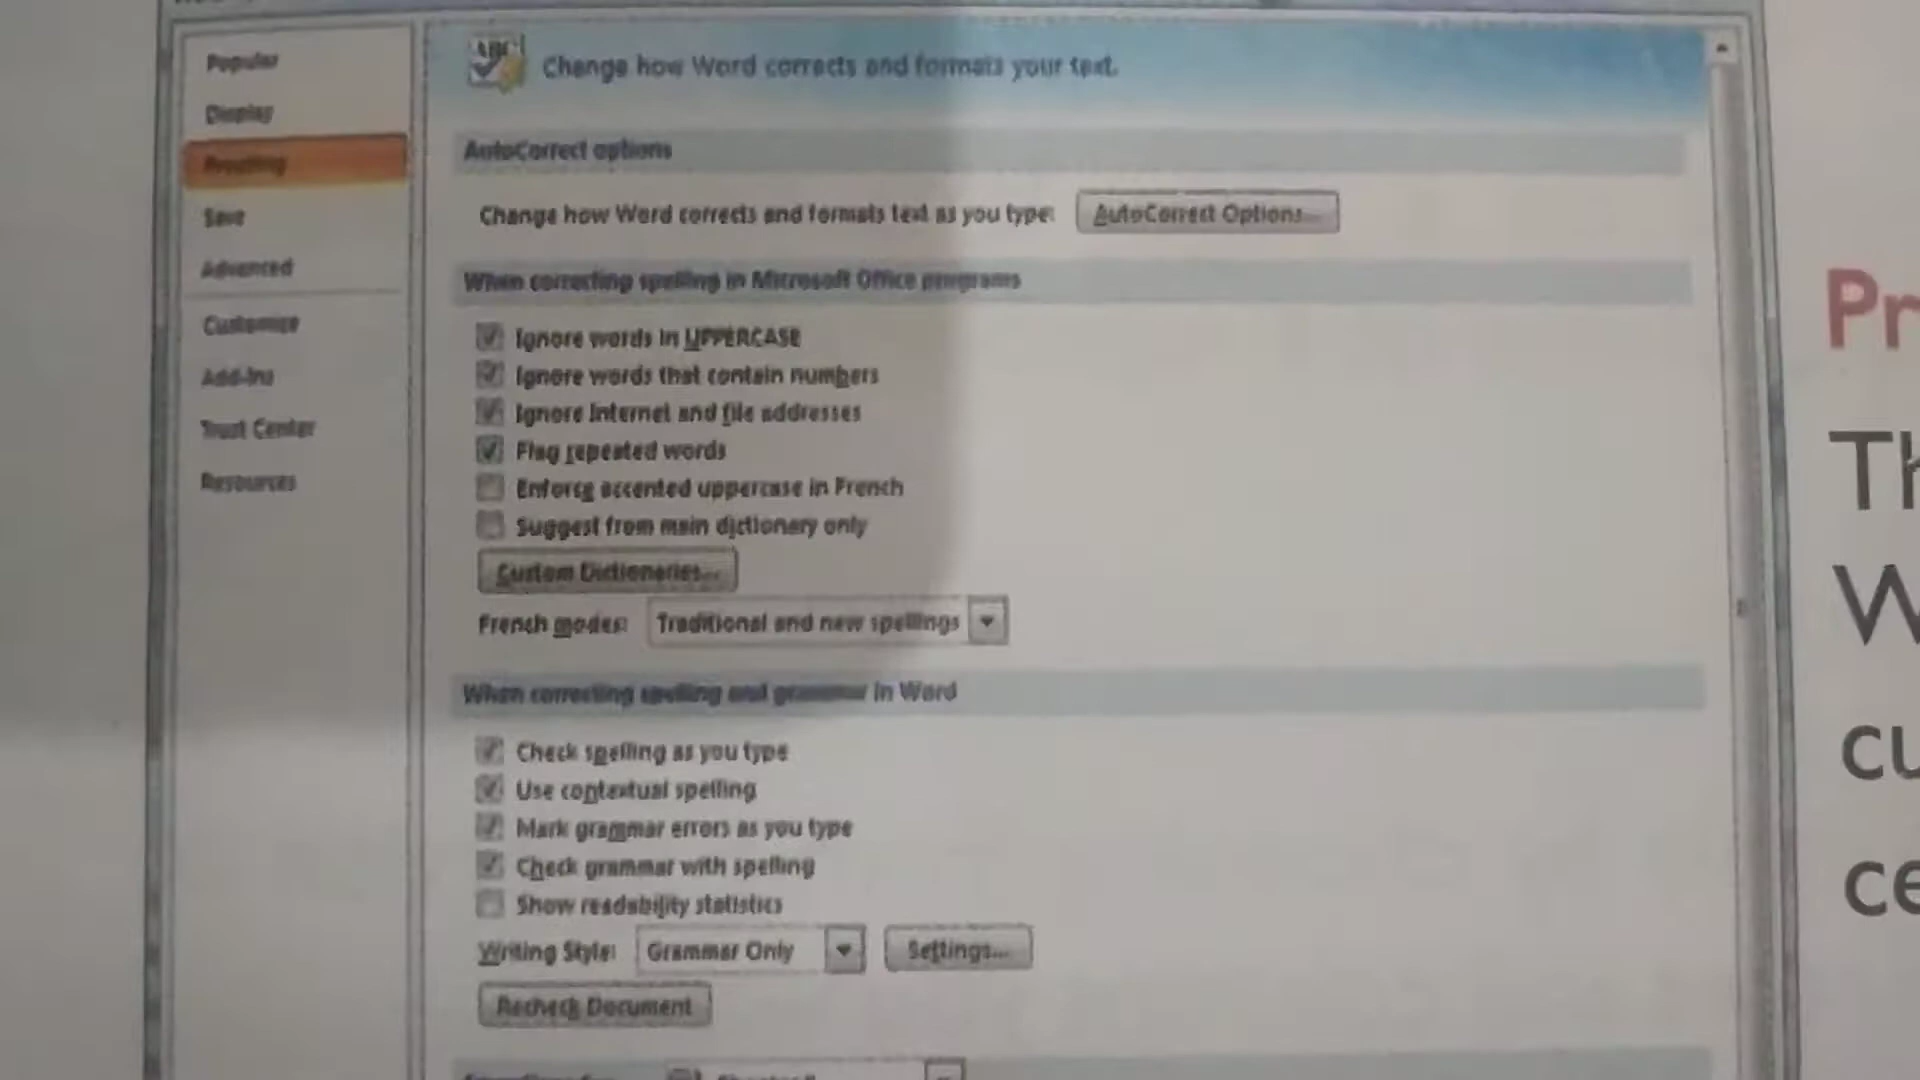 Popular
Display
Proofing
Save
Advanced
Customize
Add-Ins
Trust Center
Resources
ABC
Change how Word corrects and formats your text.
AutoCorrect options
Change how Word corrects and formats text as you type: AutoCorrect Options...
When correcting spelling in Microsoft Office programs
Ignore words in UPPERCASE
Ignore words that contain numbers
Ignore Internet and file addresses
Flag repeated words
Enforce accented uppercase in French
Suggest from main dictionary only
Custom Dictionaries...
French modes: Traditional and new spellings
When correcting spelling and grammar in Word
Check spelling as you type
Use contextual spelling
Mark grammar errors as you type
Check grammar with spelling
Show readability statistics
Writing Style: Grammar Only Settings...
Recheck Document
Pr
Th
W
cu
ce